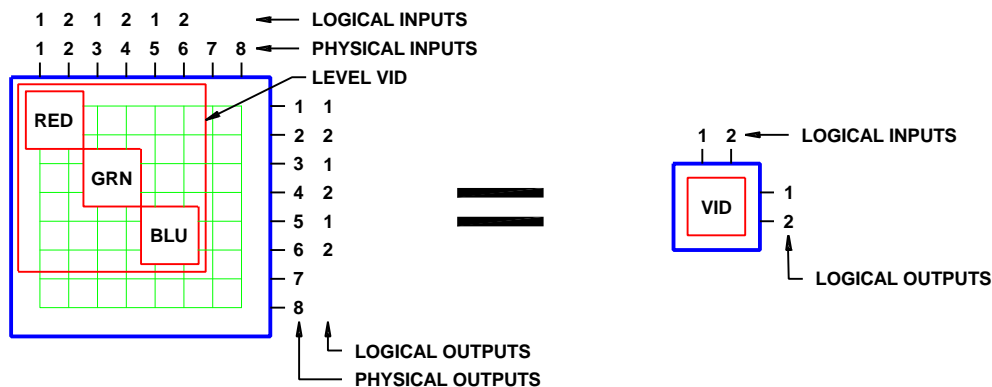 1 2 1 2 1 2 LOGICAL INPUTS
1 2 3 4 5 6 7 8 PHYSICAL INPUTS
LEVEL VID
RED 1 1
2 2
GRN 3 1
4 2
BLU 5 1
6 2
7
8
LOGICAL OUTPUTS
PHYSICAL OUTPUTS
1 2 LOGICAL INPUTS
VID 1
2
LOGICAL OUTPUTS